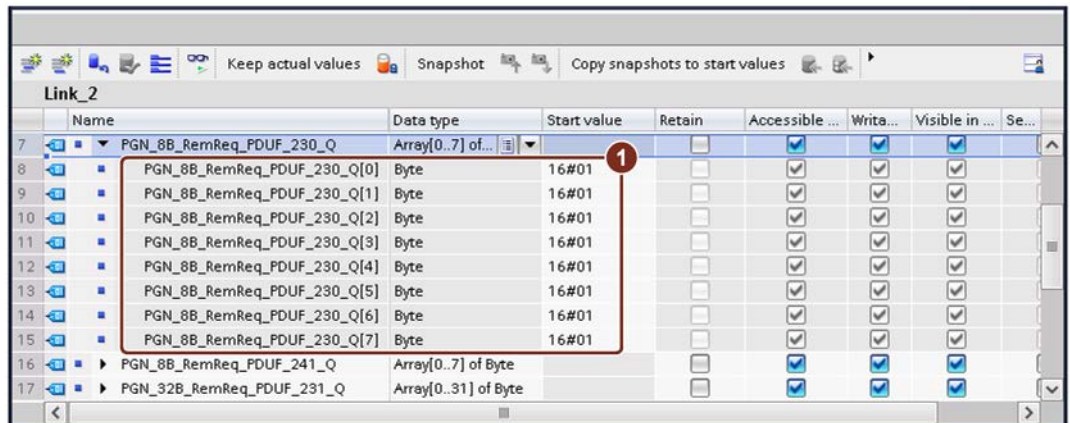 Keep actual values Snapshot Copy snapshots to start values
Link_2
Name Data type Start value Retain Accessible ... Writa... Visible in ... Se...
7 PGN_8B_RemReq_PDUF_230_Q Array[0..7] of...
1
8 PGN_8B_RemReq_PDUF_230_Q[0] Byte 16#01
9 PGN_8B_RemReq_PDUF_230_Q[1] Byte 16#01
10 PGN_8B_RemReq_PDUF_230_Q[2] Byte 16#01
11 PGN_8B_RemReq_PDUF_230_Q[3] Byte 16#01
12 PGN_8B_RemReq_PDUF_230_Q[4] Byte 16#01
13 PGN_8B_RemReq_PDUF_230_Q[5] Byte 16#01
14 PGN_8B_RemReq_PDUF_230_Q[6] Byte 16#01
15 PGN_8B_RemReq_PDUF_230_Q[7] Byte 16#01
16 PGN_8B_RemReq_PDUF_241_Q Array[0..7] of Byte
17 PGN_32B_RemReq_PDUF_231_Q Array[0..31] of Byte